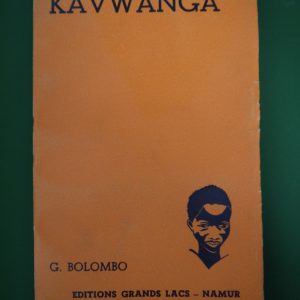 KAVWANGA
G. BOLOMBO
EDITIONS GRANDS LACS – NAMUR